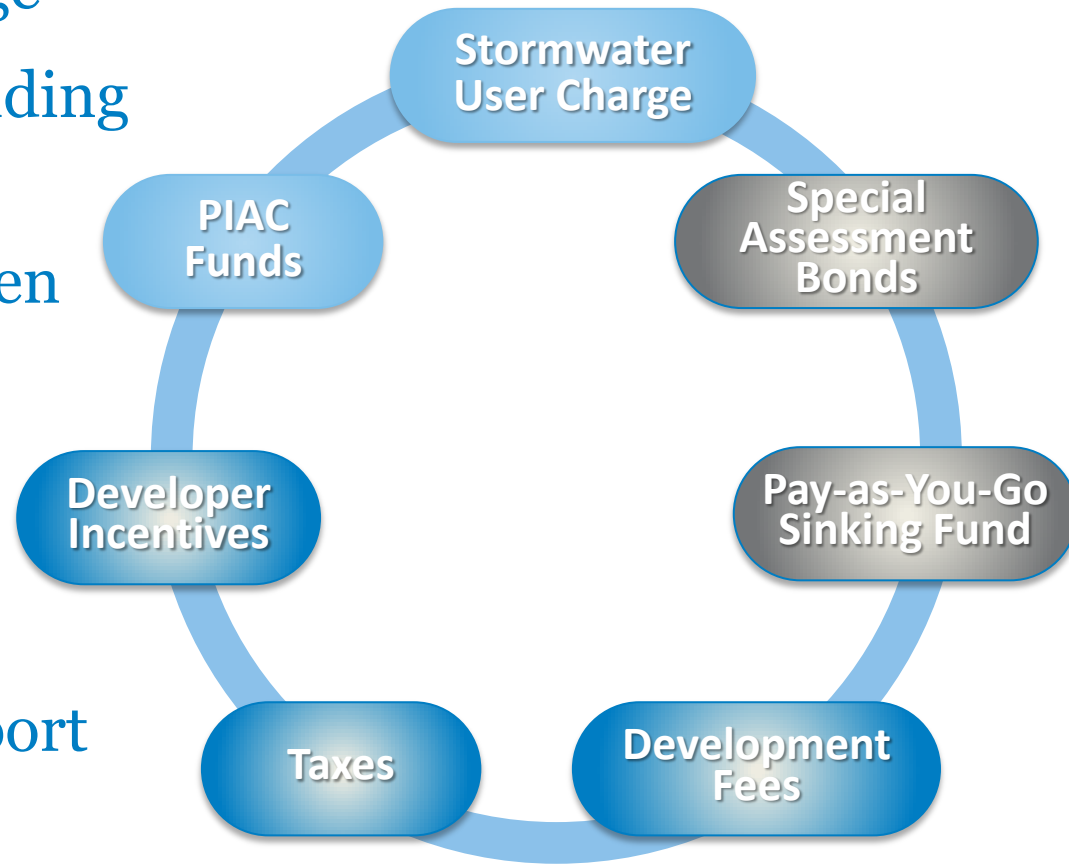 Stormwater
User Charge
Special
Assessment
Bonds
Pay-as-You-Go
Sinking Fund
Development
Fees
Taxes
Developer
Incentives
PIAC
Funds